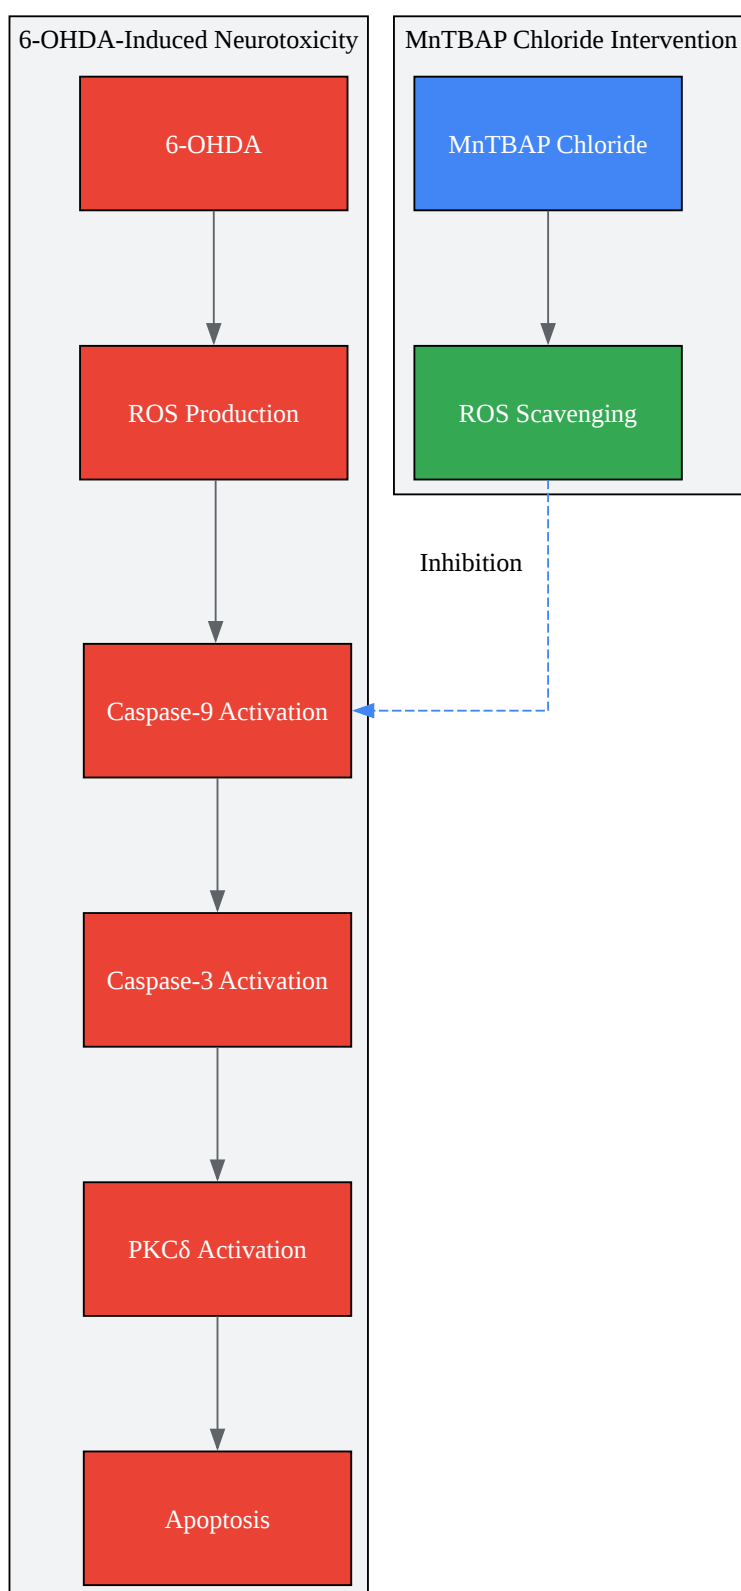 6-OHDA-Induced Neurotoxicity
6-OHDA
ROS Production
Caspase-9 Activation
Caspase-3 Activation
PKCδ Activation
Apoptosis
MnTBAP Chloride Intervention
MnTBAP Chloride
ROS Scavenging
Inhibition